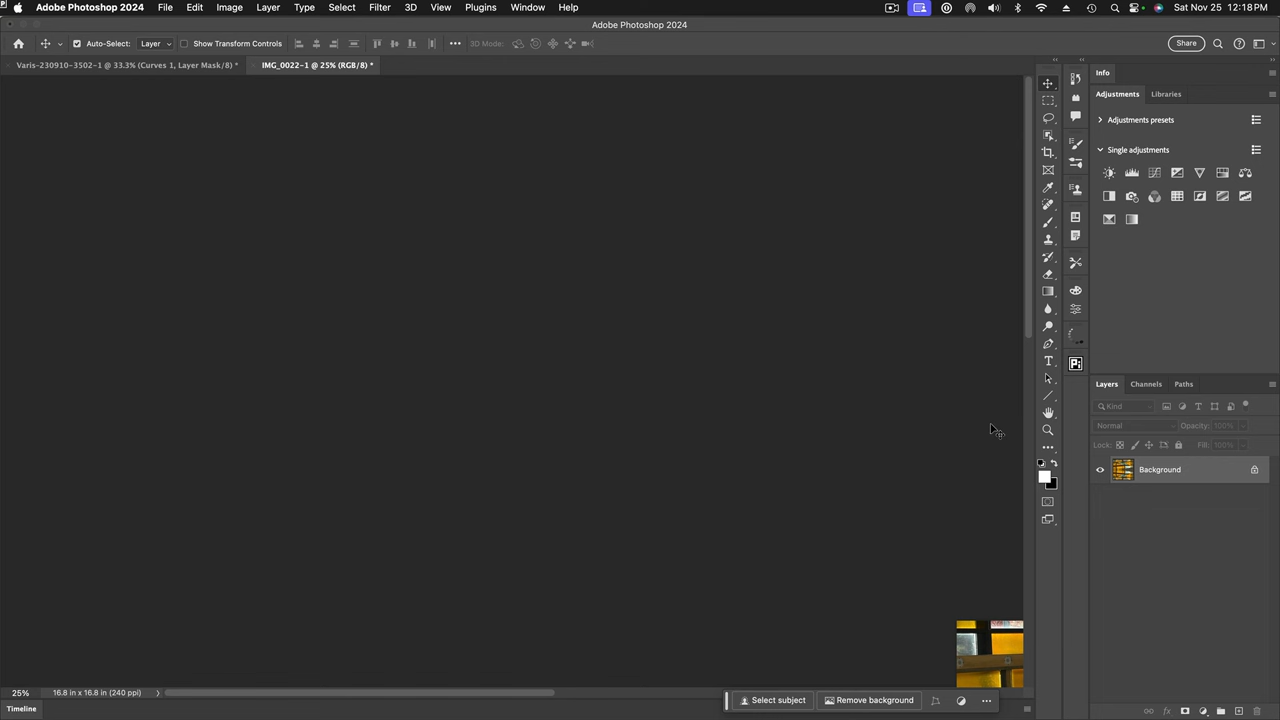 Adobe Photoshop 2024 File Edit Image Layer Type Select Filter 3D View Plugins Window Help Sat Nov 25 12:18 PM
Adobe Photoshop 2024
Auto-Select: Layer Show Transform Controls 3D Mode: Share
Varis-230910-3502-1 @ 33.3% (Curves 1, Layer Mask/8) * IMG_0022-1 @ 25% (RGB/8) *
Info
Adjustments Libraries
Adjustments presets
Single adjustments
Pi
Layers Channels Paths
Kind
Normal Opacity: 100%
Lock: Fill: 100%
Background
25% 16.8 in x 16.8 in (240 ppi)
Select subject Remove background
Timeline